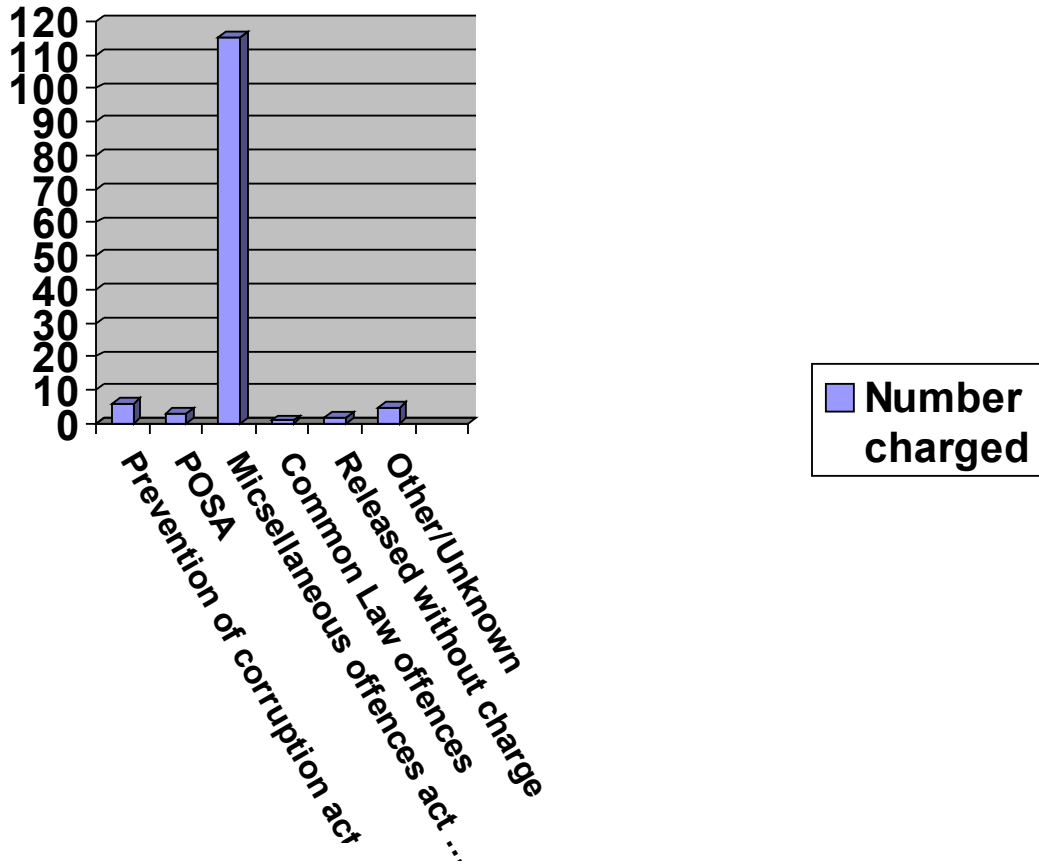 120
110
100
90
80
70
60
50
40
30
20
10
0
Prevention of corruption act
POSA
Micsellaneous offences act ...
Common Law offences
Released without charge
Other/Unknown
Number
charged